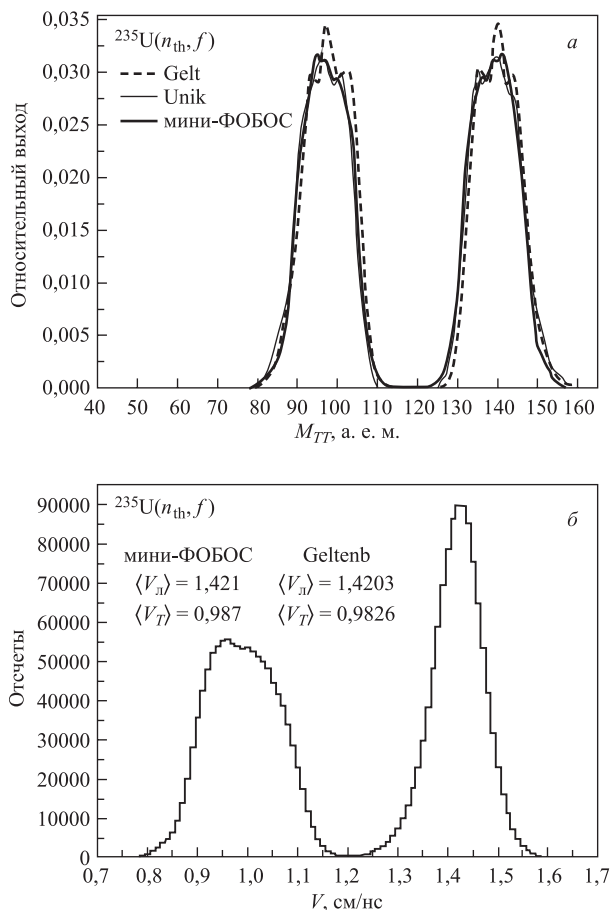 ²³⁵U(n_th, f)
а
Gelt
Unik
мини-ФОБОС
Относительный выход
0,035
0,030
0,025
0,020
0,015
0,010
0,005
0,000
40 50 60 70 80 90 100 110 120 130 140 150 160
M_TT, а. е. м.
²³⁵U(n_th, f)
б
мини-ФОБОС Geltenb
⟨V_л⟩ = 1,421 ⟨V_л⟩ = 1,4203
⟨V_T⟩ = 0,987 ⟨V_T⟩ = 0,9826
Отсчеты
90000
80000
70000
60000
50000
40000
30000
20000
10000
0
0,7 0,8 0,9 1,0 1,1 1,2 1,3 1,4 1,5 1,6 1,7
V, см/нс